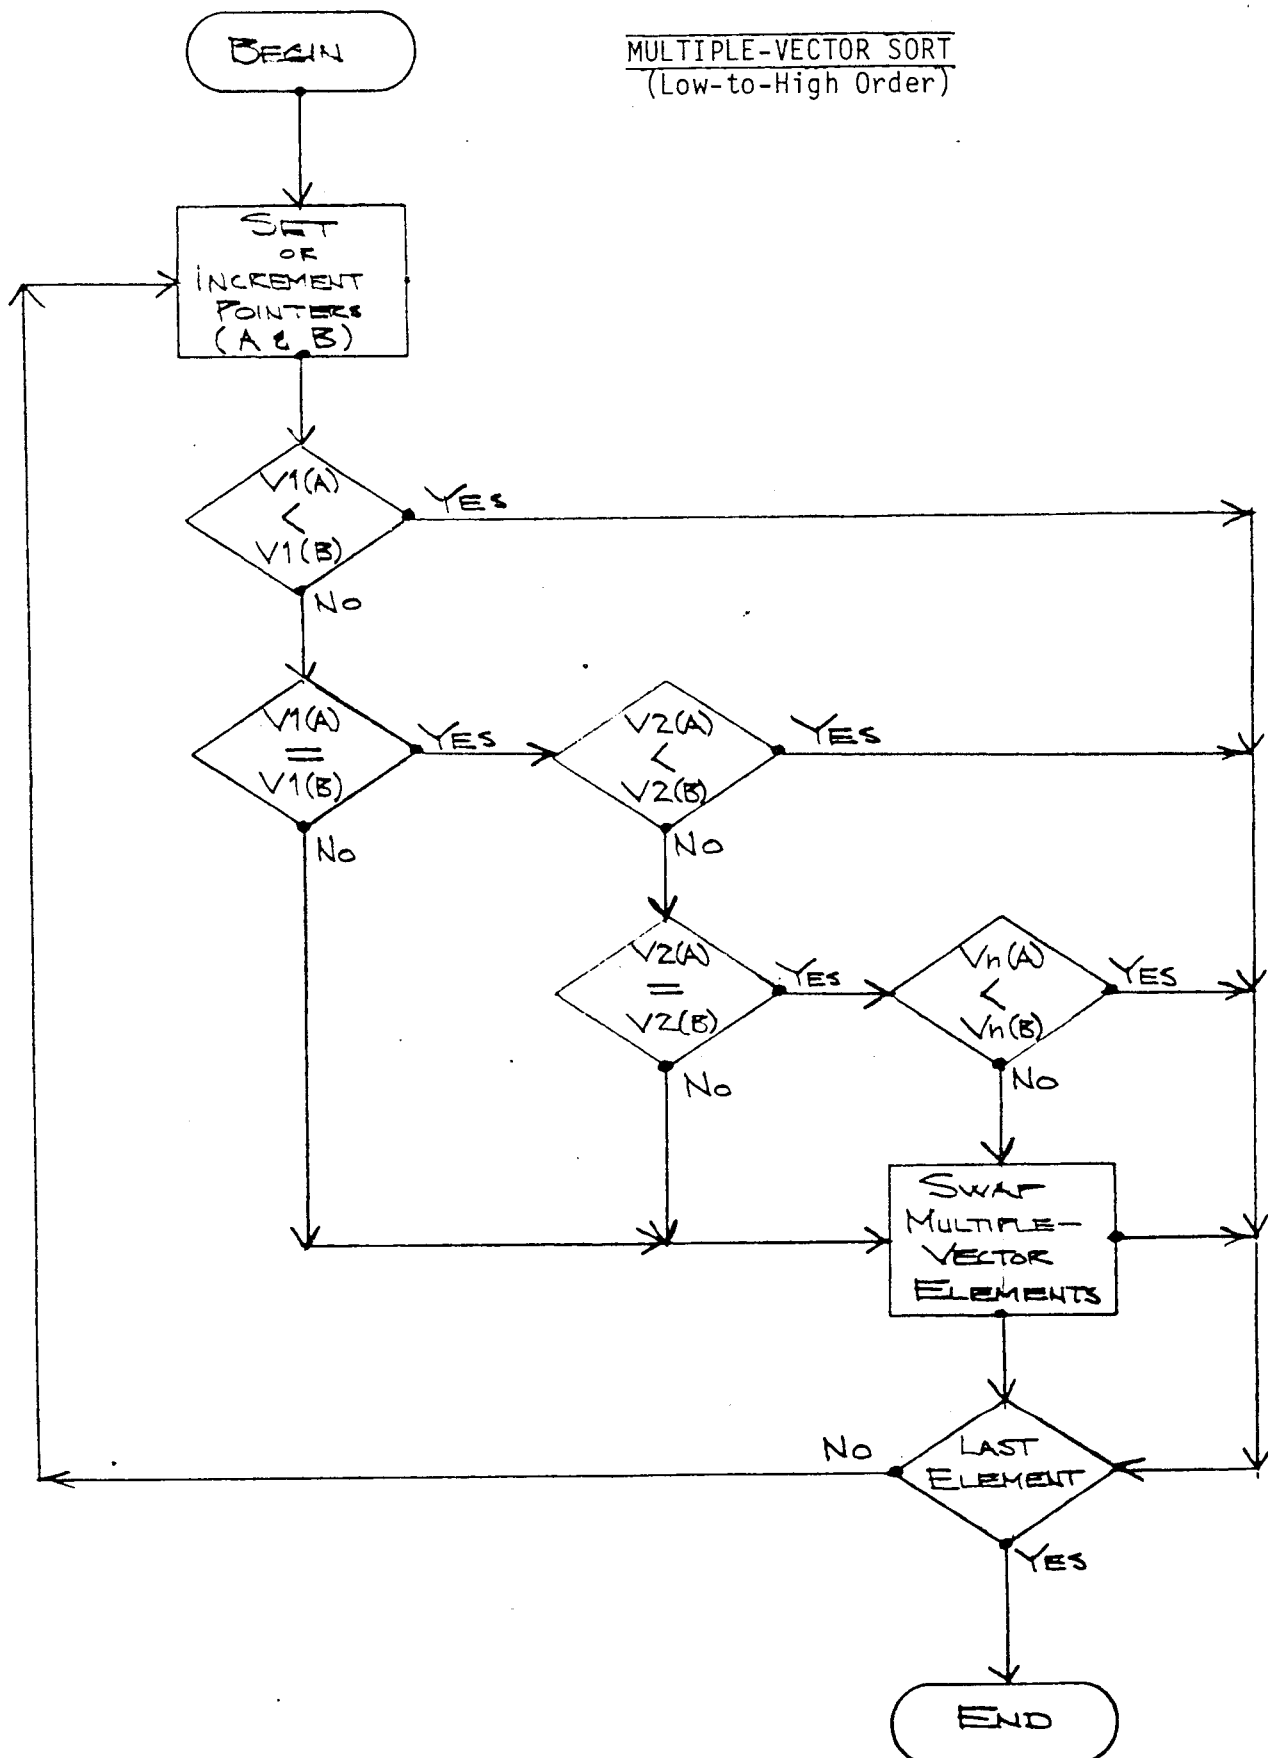 BEGIN
MULTIPLE-VECTOR SORT
(Low-to-High Order)
SET
OR
INCREMENT
POINTERS
(A & B)
V1(A)
<
V1(B)
YES
NO
V1(A)
=
V1(B)
YES
NO
V2(A)
<
V2(B)
YES
NO
V2(A)
=
V2(B)
YES
NO
Vn(A)
<
Vn(B)
YES
NO
SWAP
MULTIPLE-
VECTOR
ELEMENTS
LAST
ELEMENT
NO
YES
END